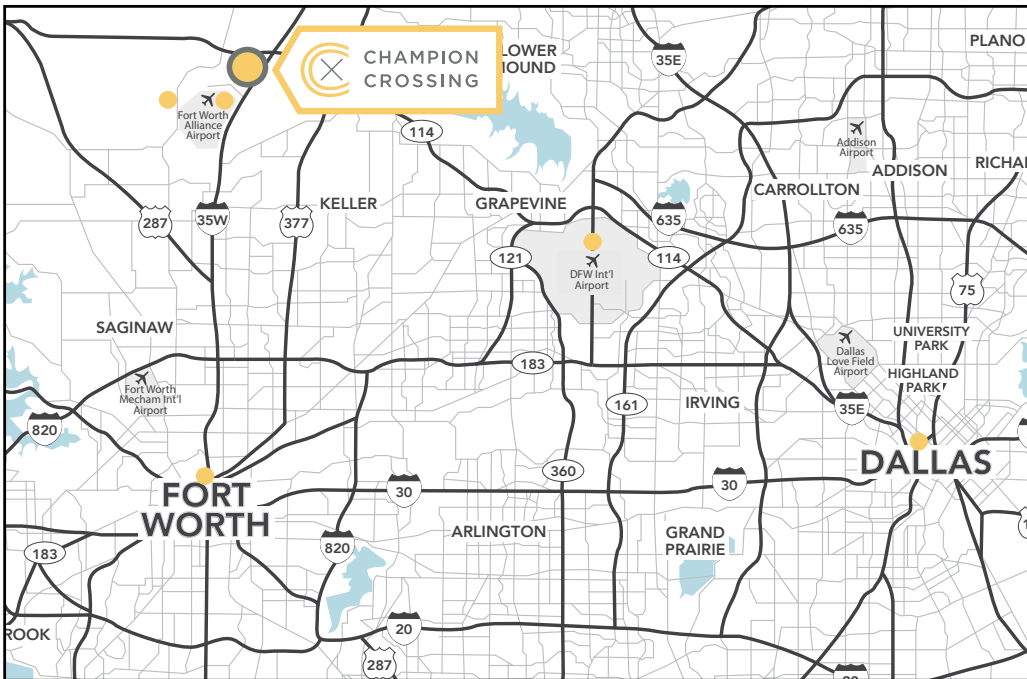 PLANO
LOWER
MOUND
CHAMPION
CROSSING
35E
Fort Worth
Alliance
Airport
114
Addison
Airport
ADDISON
RICHA
CARROLLTON
KELLER
GRAPEVINE
287
35W
377
635
635
121
114
DFW Int'l
Airport
75
SAGINAW
UNIVERSITY
PARK
Dallas
Love Field
Airport
183
HIGHLAND
PARK
Fort Worth
Mecham Int'l
Airport
161
IRVING
35E
820
DALLAS
360
FORT
WORTH
30
30
ARLINGTON
GRAND
PRAIRIE
820
183
20
ROOK
287